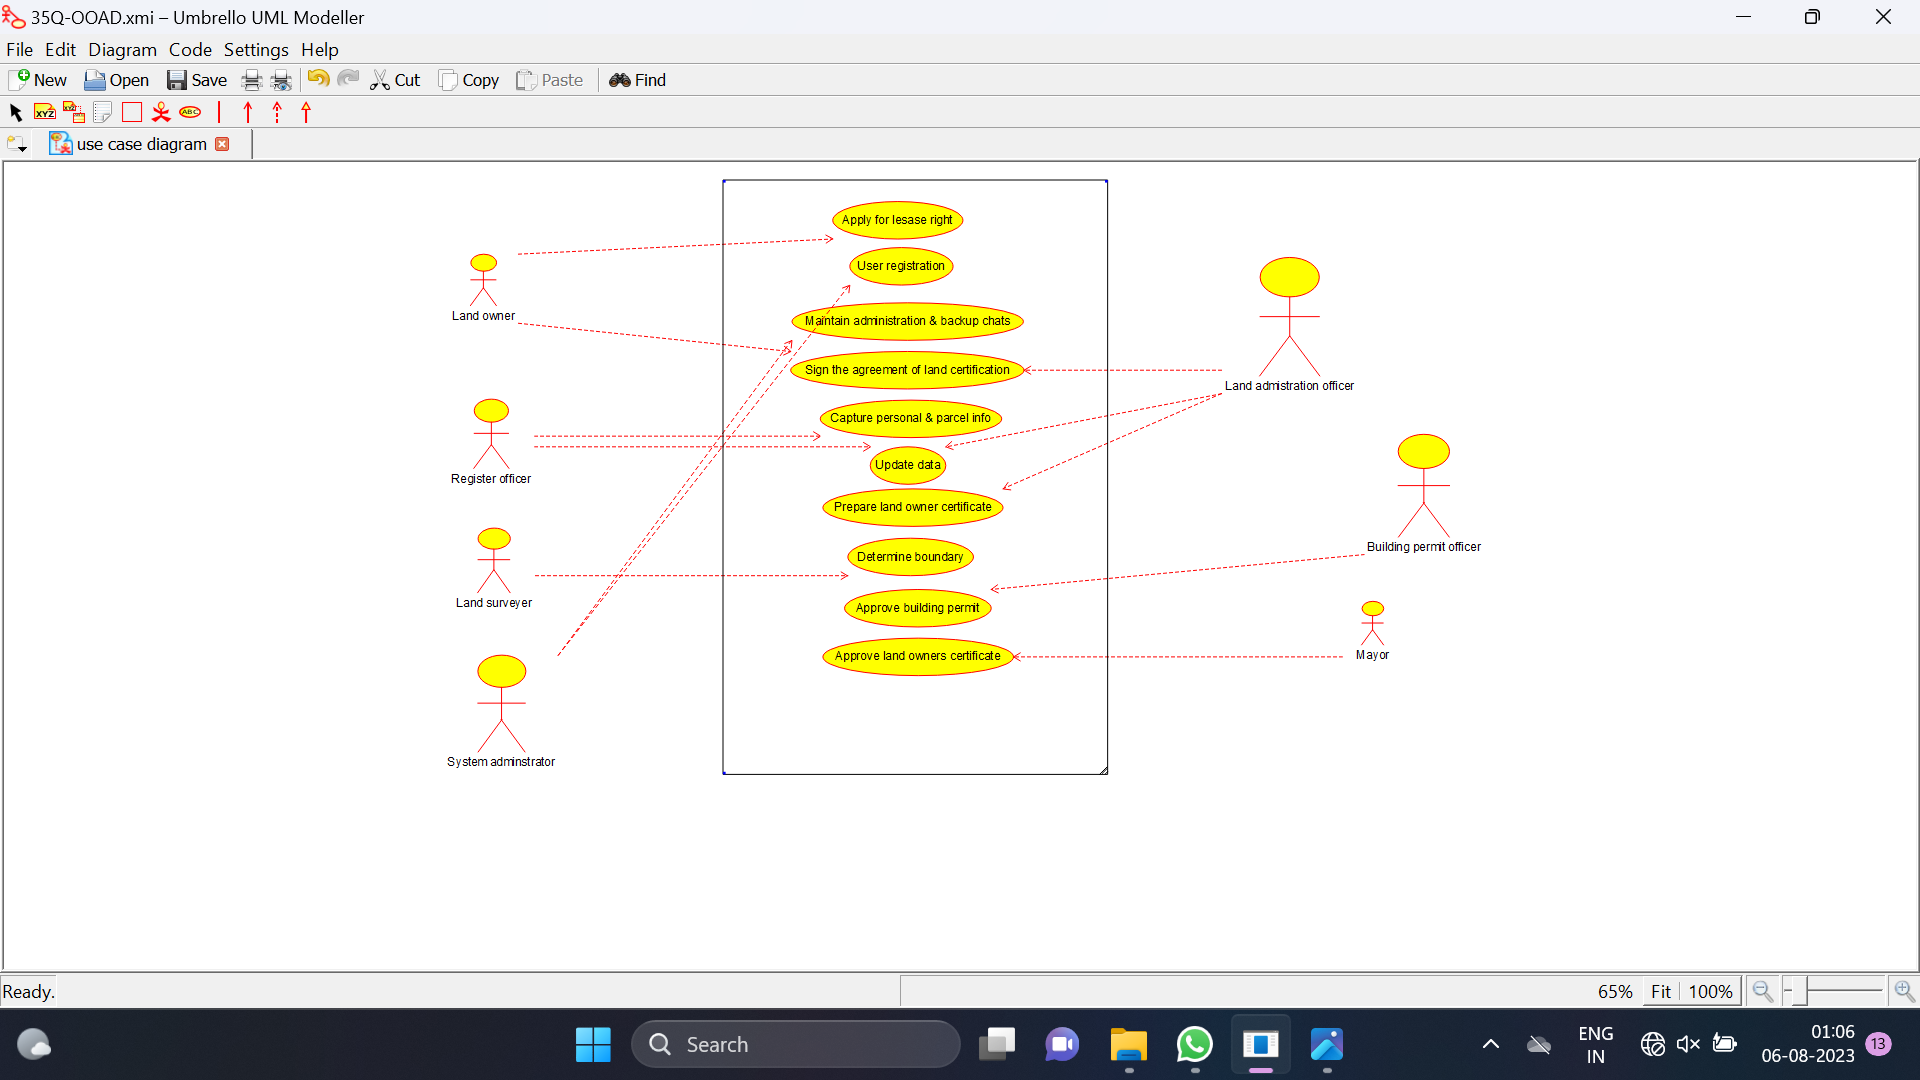 35Q-OOAD.xmi – Umbrello UML Modeller
File Edit Diagram Code Settings Help
New Open Save Cut Copy Paste Find
XYZ XYZ ABC
use case diagram
Apply for lesase right
User registration
Land owner
Maintain administration & backup chats
Sign the agreement of land certification
Land admistration officer
Capture personal & parcel info
Update data
Register officer
Prepare land owner certificate
Building permit officer
Determine boundary
Land surveyer
Approve building permit
Approve land owners certificate
Mayor
System adminstrator
Ready.
65% Fit 100%
Search
ENG
IN
01:06
06-08-2023
13